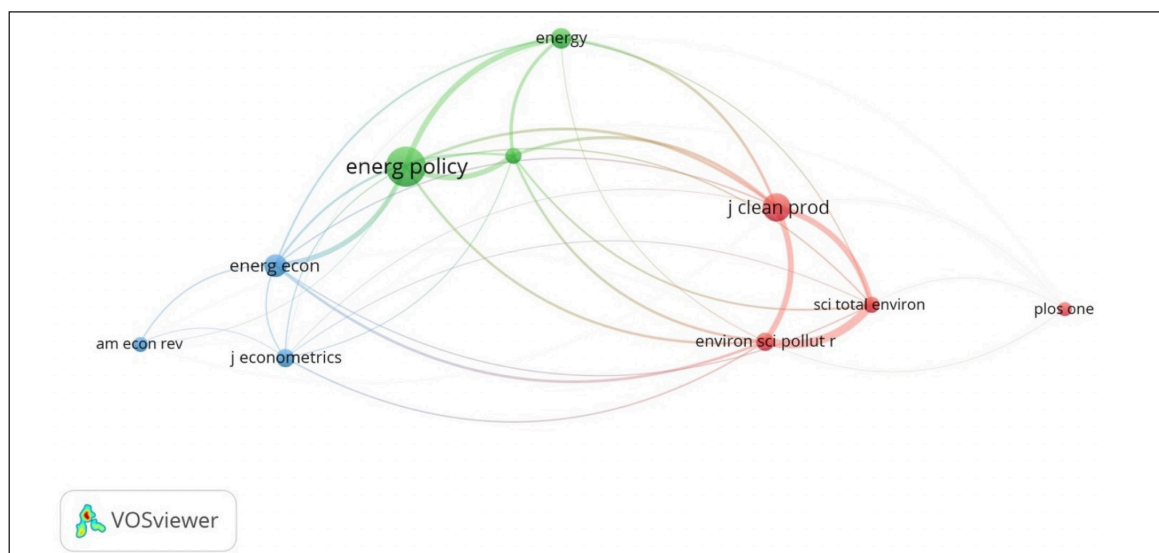 energy
energ policy
j clean prod
energ econ
sci total environ
plos one
am econ rev
j econometrics
environ sci pollut r
VOSviewer